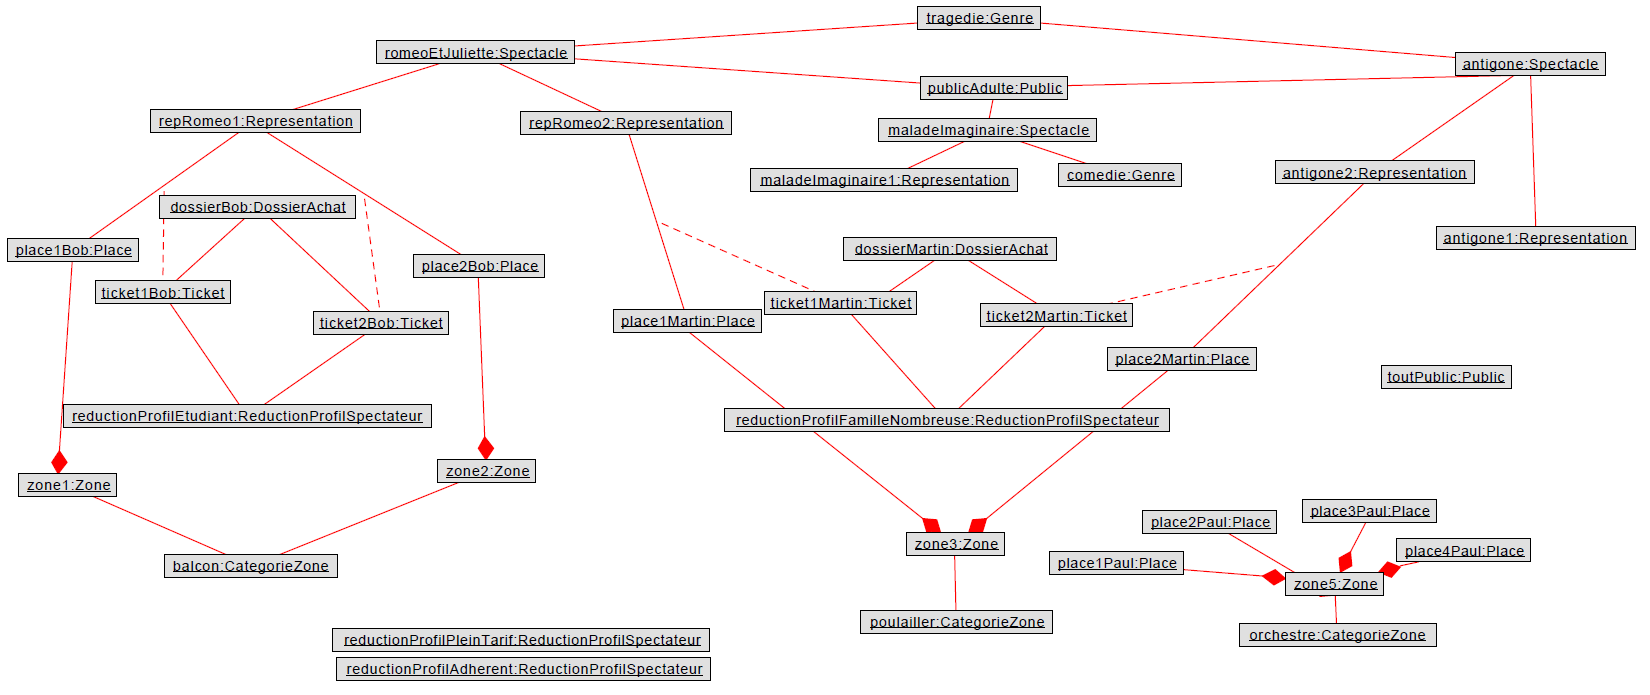 tragedie:Genre
romeoEtJuliette:Spectacle
antigone:Spectacle
publicAdulte:Public
repRomeo1:Representation
repRomeo2:Representation
maladeImaginaire:Spectacle
maladeImaginaire1:Representation
comedie:Genre
antigone2:Representation
dossierBob:DossierAchat
antigone1:Representation
place1Bob:Place
dossierMartin:DossierAchat
place2Bob:Place
ticket1Bob:Ticket
ticket1Martin:Ticket
ticket2Martin:Ticket
ticket2Bob:Ticket
place1Martin:Place
place2Martin:Place
toutPublic:Public
reductionProfilEtudiant:ReductionProfilSpectateur
reductionProfilFamilleNombreuse:ReductionProfilSpectateur
zone2:Zone
zone1:Zone
place3Paul:Place
place2Paul:Place
zone3:Zone
place4Paul:Place
place1Paul:Place
balcon:CategorieZone
zone5:Zone
poulailler:CategorieZone
orchestre:CategorieZone
reductionProfilPleinTarif:ReductionProfilSpectateur
reductionProfilAdherent:ReductionProfilSpectateur